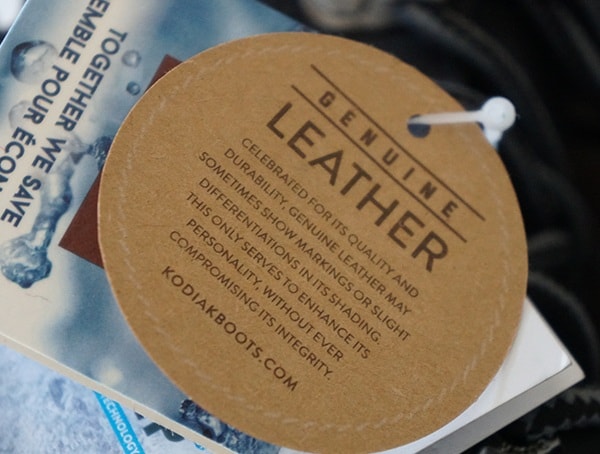 TOGETHER WE SAVE
EMBLE POUR ÉCON
GENUINE
LEATHER
CELEBRATED FOR ITS QUALITY AND
DURABILITY, GENUINE LEATHER MAY
SOMETIMES SHOW MARKINGS OR SLIGHT
DIFFERENTIATIONS IN ITS SHADING.
THIS ONLY SERVES TO ENHANCE ITS
PERSONALITY, WITHOUT EVER
COMPROMISING ITS INTEGRITY.
KODIAKBOOTS.COM
TECHNOLOGY